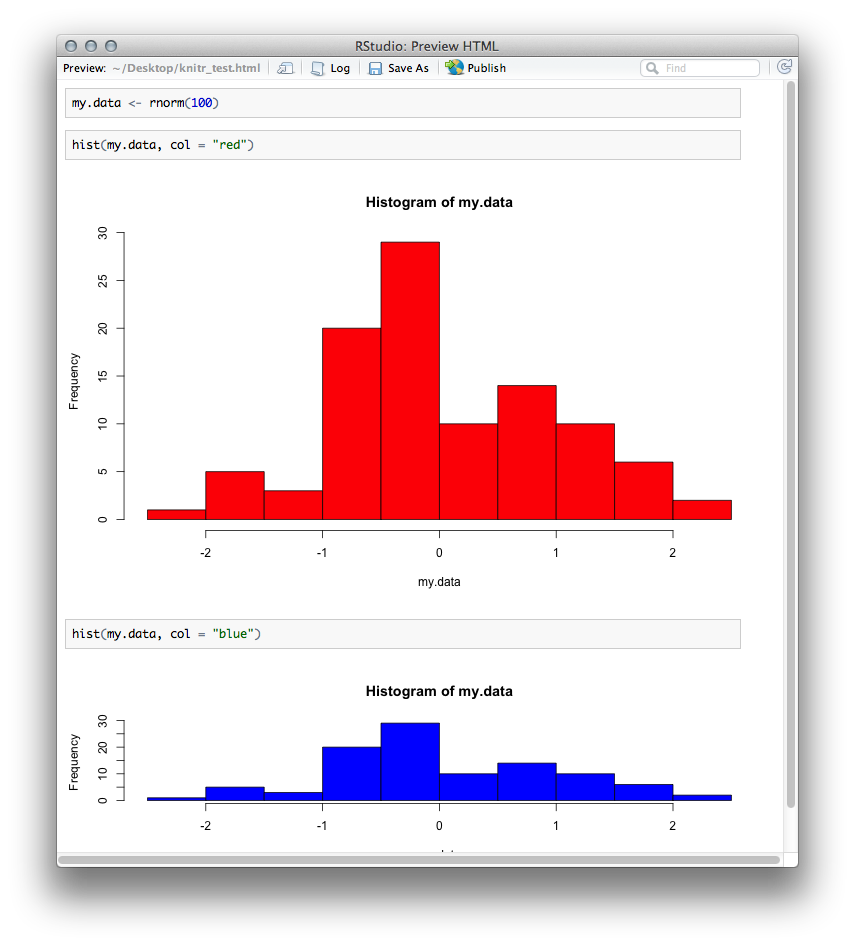 RStudio: Preview HTML
Preview: ~/Desktop/knitr_test.html Log Save As Publish Find
my.data <- rnorm(100)
hist(my.data, col = "red")
Histogram of my.data
30
25
20
15
10
5
0
Frequency
-2 -1 0 1 2
my.data
hist(my.data, col = "blue")
Histogram of my.data
30
20
10
0
Frequency
-2 -1 0 1 2